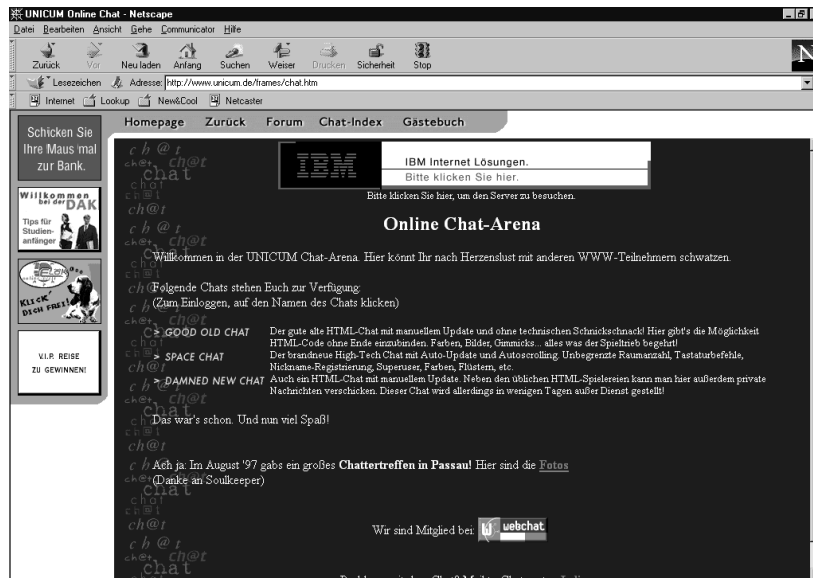 UNICUM Online Chat - Netscape
Datei Bearbeiten Ansicht Gehe Communicator Hilfe
Zurück Vor Neu laden Anfang Suchen Weiser Drucken Sicherheit Stop
Lesezeichen Adresse: http://www.unicum.de/frames/chat.htm
Internet Lookup New&Cool Netcaster
Homepage Zurück Forum Chat-Index Gästebuch
Schicken Sie
Ihre Maus 'mal
zur Bank.
Willkommen
bei der DAK
Tips für
Studien-
anfänger
KLICK'
DICH FREI!
V.I.P. REISE
ZU GEWINNEN!
IBM
IBM Internet Lösungen.
Bitte klicken Sie hier.
Bitte klicken Sie hier, um den Server zu besuchen.
Online Chat-Arena
Willkommen in der UNICUM Chat-Arena. Hier könnt Ihr nach Herzenslust mit anderen WWW-Teilnehmern schwatzen.
Folgende Chats stehen Euch zur Verfügung:
(Zum Einloggen, auf den Namen des Chats klicken)
> GOOD OLD CHAT
Der gute alte HTML-Chat mit manuellem Update und ohne technischen Schnickschnack! Hier gibt's die Möglichkeit
HTML-Code ohne Ende einzubinden. Farben, Bilder, Gimmicks... alles was der Spieltrieb begehrt!
> SPACE CHAT
Der brandneue High-Tech Chat mit Auto-Update und Autoscrolling. Unbegrenzte Raumanzahl, Tastaturbefehle,
Nickname-Registrierung, Superuser, Farben, Flüstern, etc.
> DAMNED NEW CHAT
Auch ein HTML-Chat mit manuellem Update. Neben den üblichen HTML-Spielereien kann man hier außerdem private
Nachrichten verschicken. Dieser Chat wird allerdings in wenigen Tagen außer Dienst gestellt!
Das war's schon. Und nun viel Spaß!
Ach ja: Im August '97 gabs ein großes Chattertreffen in Passau! Hier sind die Fotos
(Danke an Soulkeeper)
Wir sind Mitglied bei: webchat